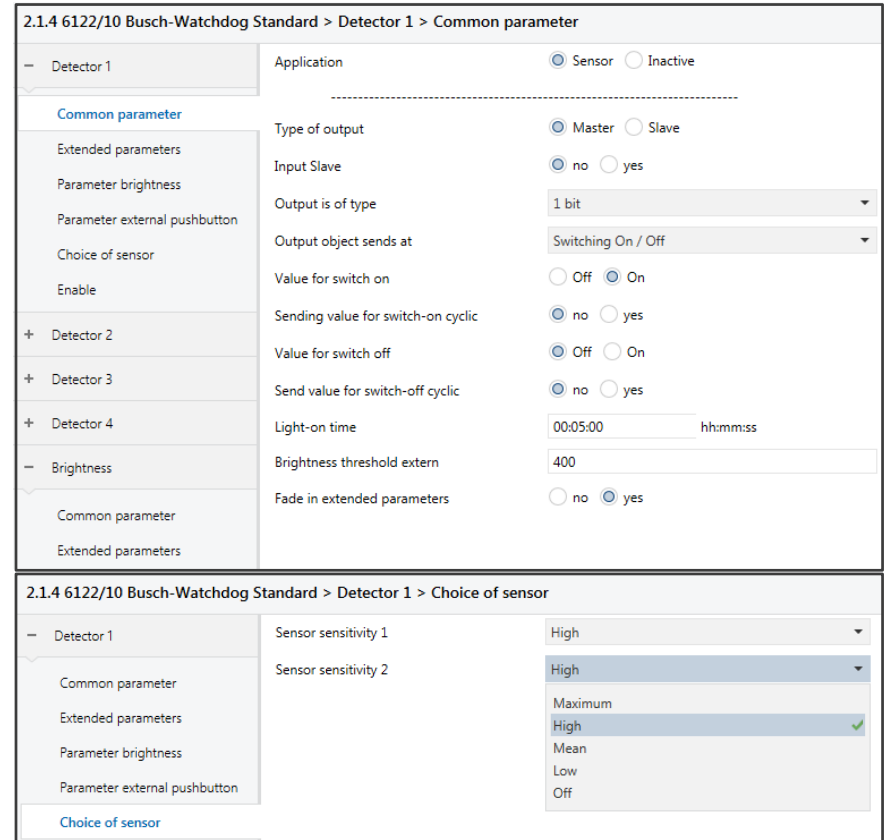 2.1.4 6122/10 Busch-Watchdog Standard > Detector 1 > Common parameter
− Detector 1
Common parameter
Extended parameters
Parameter brightness
Parameter external pushbutton
Choice of sensor
Enable
+ Detector 2
+ Detector 3
+ Detector 4
− Brightness
Common parameter
Extended parameters
Application Sensor Inactive
--------------------------------------------------------------------------------
Type of output Master Slave
Input Slave no yes
Output is of type 1 bit
Output object sends at Switching On / Off
Value for switch on Off On
Sending value for switch-on cyclic no yes
Value for switch off Off On
Send value for switch-off cyclic no yes
Light-on time 00:05:00 hh:mm:ss
Brightness threshold extern 400
Fade in extended parameters no yes
2.1.4 6122/10 Busch-Watchdog Standard > Detector 1 > Choice of sensor
− Detector 1
Common parameter
Extended parameters
Parameter brightness
Parameter external pushbutton
Choice of sensor
Sensor sensitivity 1 High
Sensor sensitivity 2 High
Maximum
High
Mean
Low
Off